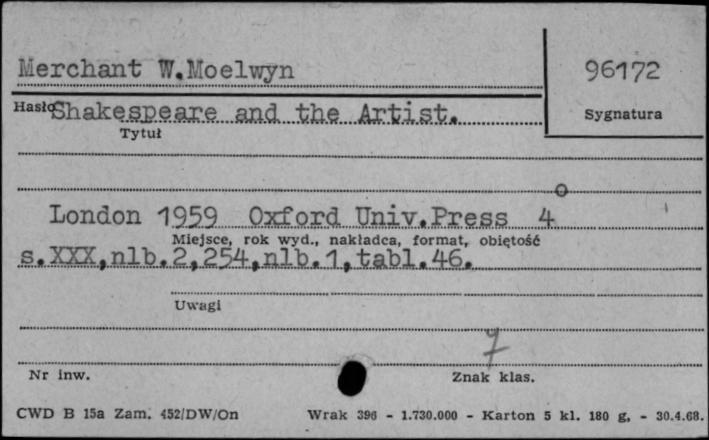 Merchant W.Moelwyn
96172
Hasło
Shakespeare and the Artist.
Sygnatura
Tytuł
London 1959 Oxford Univ.Press 4o
Miejsce, rok wyd., nakładca, format, objętość
s.XXX,nlb.2,254,nlb.1,tabl.46.
Uwagi
7
Nr inw.
Znak klas.
CWD B 15a Zam. 452/DW/On Wrak 396 - 1.730.000 - Karton 5 kl. 180 g. - 30.4.68.